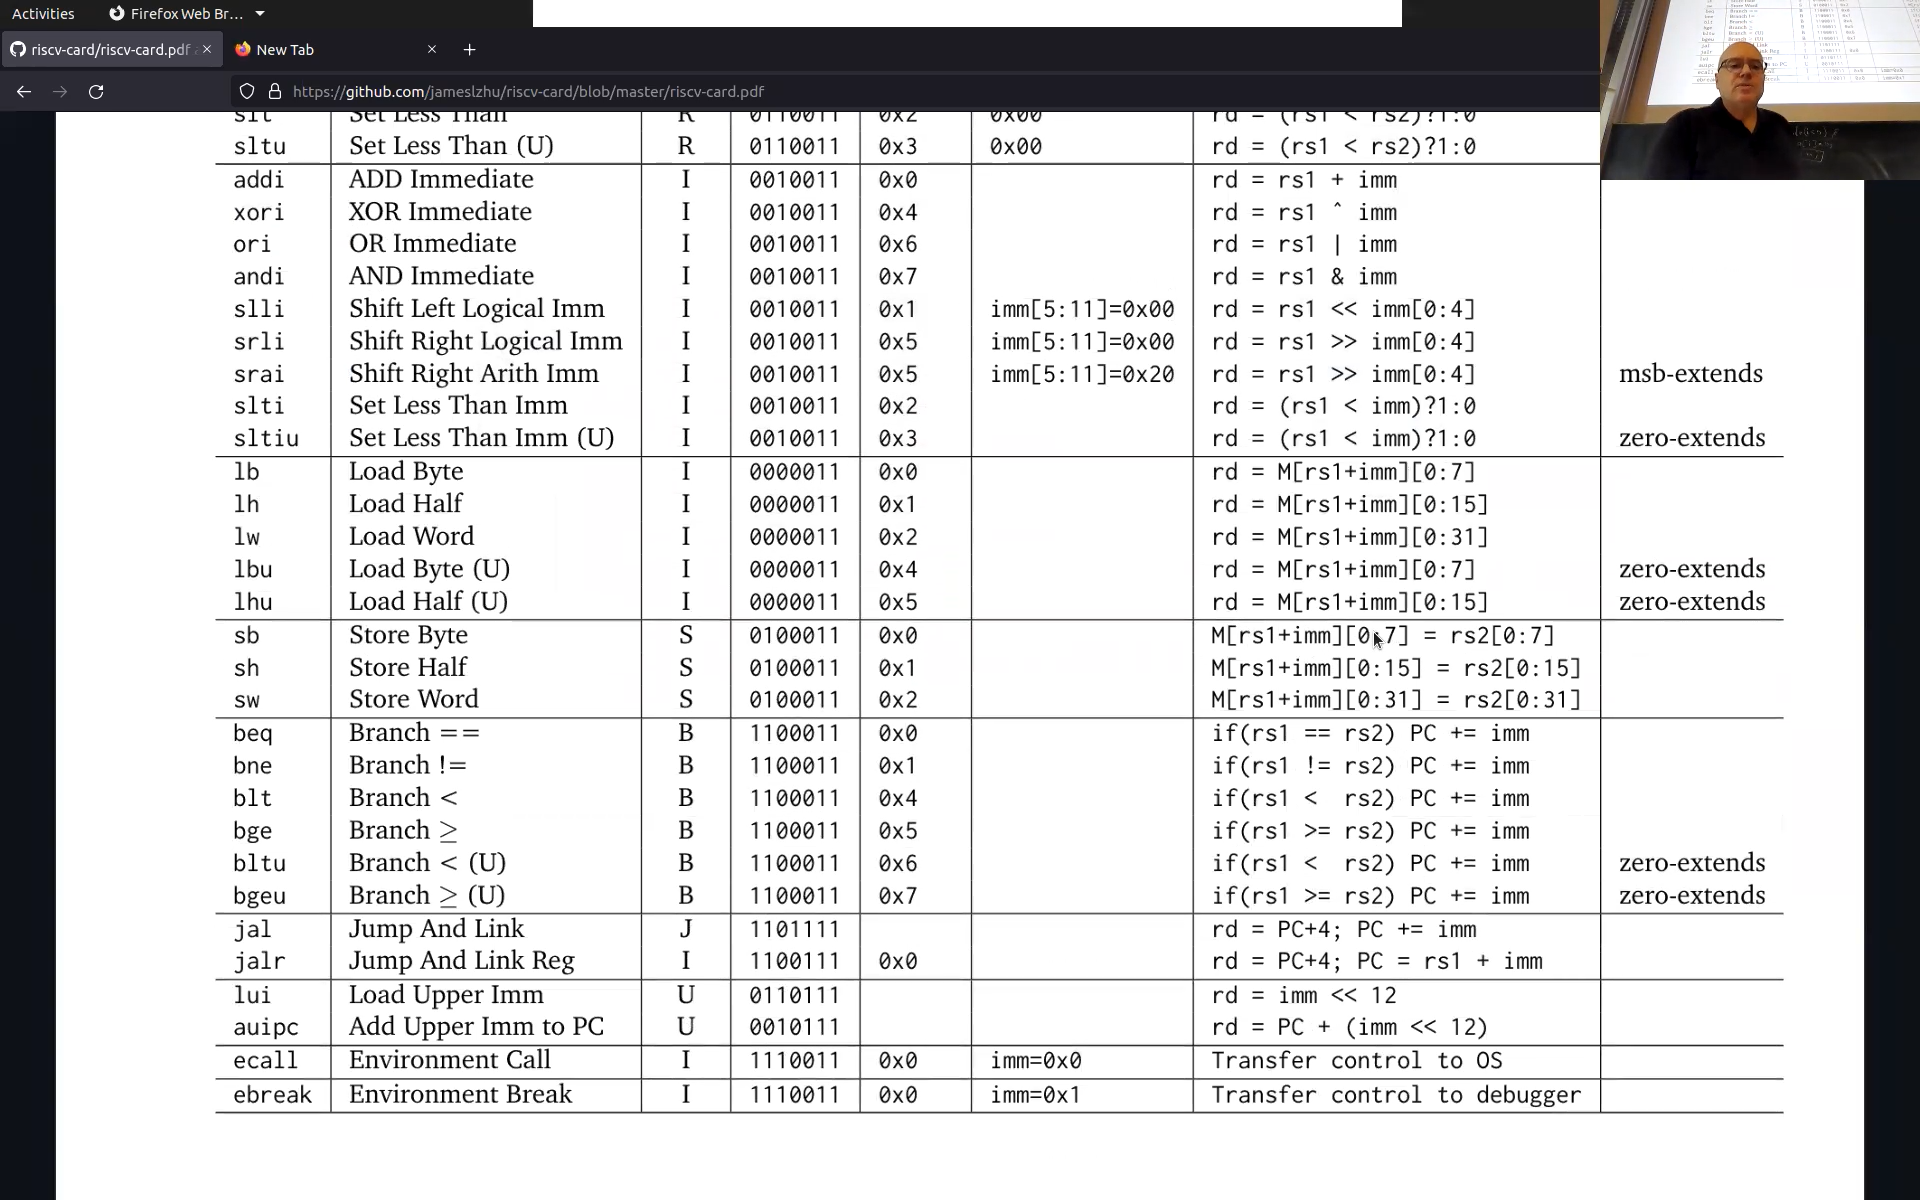 Activities Firefox Web Br...
riscv-card/riscv-card.pdf New Tab
https://github.com/jameslzhu/riscv-card/blob/master/riscv-card.pdf
slt Set Less Than R 0110011 0x2 0x00 rd = (rs1 < rs2)?1:0
sltu Set Less Than (U) R 0110011 0x3 0x00 rd = (rs1 < rs2)?1:0
addi ADD Immediate I 0010011 0x0 rd = rs1 + imm
xori XOR Immediate I 0010011 0x4 rd = rs1 ^ imm
ori OR Immediate I 0010011 0x6 rd = rs1 | imm
andi AND Immediate I 0010011 0x7 rd = rs1 & imm
slli Shift Left Logical Imm I 0010011 0x1 imm[5:11]=0x00 rd = rs1 << imm[0:4]
srli Shift Right Logical Imm I 0010011 0x5 imm[5:11]=0x00 rd = rs1 >> imm[0:4]
srai Shift Right Arith Imm I 0010011 0x5 imm[5:11]=0x20 rd = rs1 >> imm[0:4] msb-extends
slti Set Less Than Imm I 0010011 0x2 rd = (rs1 < imm)?1:0
sltiu Set Less Than Imm (U) I 0010011 0x3 rd = (rs1 < imm)?1:0 zero-extends
lb Load Byte I 0000011 0x0 rd = M[rs1+imm][0:7]
lh Load Half I 0000011 0x1 rd = M[rs1+imm][0:15]
lw Load Word I 0000011 0x2 rd = M[rs1+imm][0:31]
lbu Load Byte (U) I 0000011 0x4 rd = M[rs1+imm][0:7] zero-extends
lhu Load Half (U) I 0000011 0x5 rd = M[rs1+imm][0:15] zero-extends
sb Store Byte S 0100011 0x0 M[rs1+imm][0:7] = rs2[0:7]
sh Store Half S 0100011 0x1 M[rs1+imm][0:15] = rs2[0:15]
sw Store Word S 0100011 0x2 M[rs1+imm][0:31] = rs2[0:31]
beq Branch == B 1100011 0x0 if(rs1 == rs2) PC += imm
bne Branch != B 1100011 0x1 if(rs1 != rs2) PC += imm
blt Branch < B 1100011 0x4 if(rs1 < rs2) PC += imm
bge Branch ≥ B 1100011 0x5 if(rs1 >= rs2) PC += imm
bltu Branch < (U) B 1100011 0x6 if(rs1 < rs2) PC += imm zero-extends
bgeu Branch ≥ (U) B 1100011 0x7 if(rs1 >= rs2) PC += imm zero-extends
jal Jump And Link J 1101111 rd = PC+4; PC += imm
jalr Jump And Link Reg I 1100111 0x0 rd = PC+4; PC = rs1 + imm
lui Load Upper Imm U 0110111 rd = imm << 12
auipc Add Upper Imm to PC U 0010111 rd = PC + (imm << 12)
ecall Environment Call I 1110011 0x0 imm=0x0 Transfer control to OS
ebreak Environment Break I 1110011 0x0 imm=0x1 Transfer control to debugger